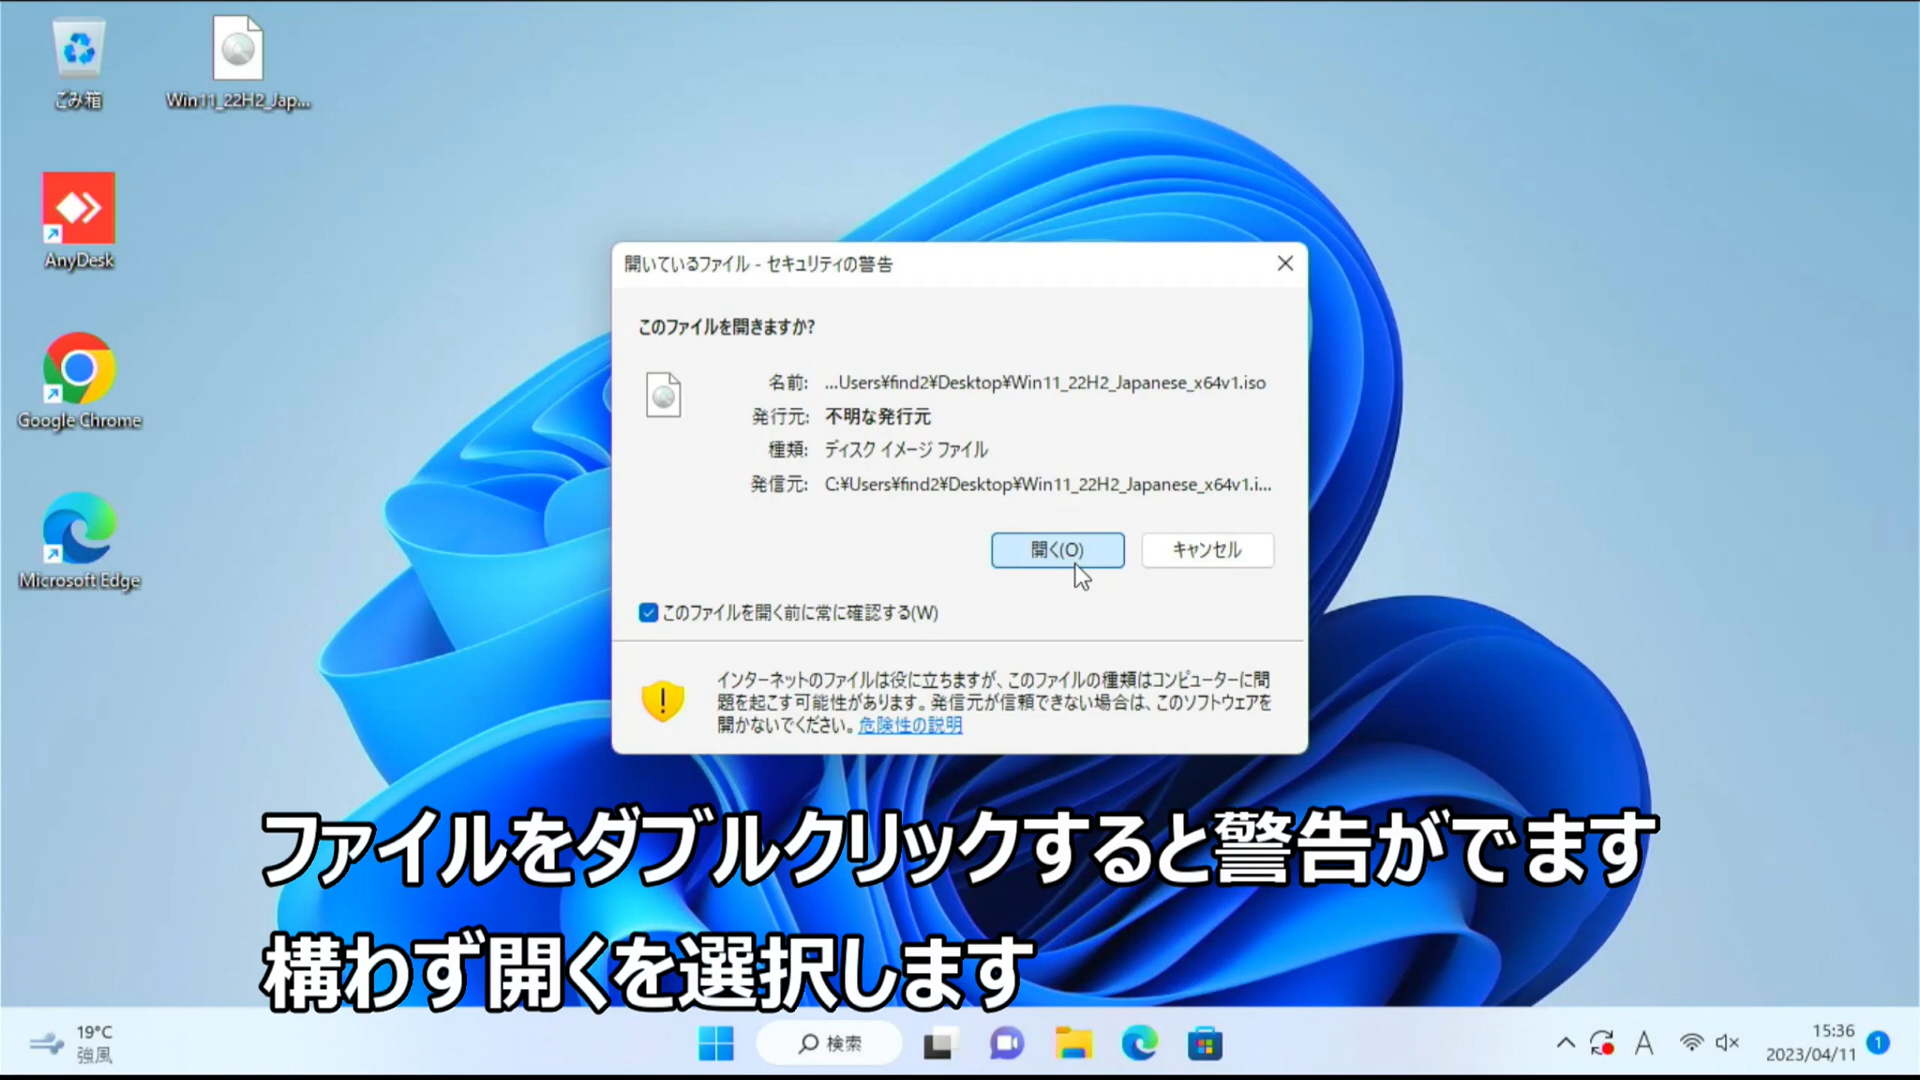 ごみ箱
Win11_22H2_Jap...
AnyDesk
Google Chrome
Microsoft Edge
開いているファイル - セキュリティの警告
このファイルを開きますか?
名前: ...Users¥find2¥Desktop¥Win11_22H2_Japanese_x64v1.iso
発行元: 不明な発行元
種類: ディスク イメージ ファイル
発信元: C:¥Users¥find2¥Desktop¥Win11_22H2_Japanese_x64v1.i...
開く(O)
キャンセル
このファイルを開く前に常に確認する(W)
インターネットのファイルは役に立ちますが、このファイルの種類はコンピューターに問
題を起こす可能性があります。発信元が信頼できない場合は、このソフトウェアを
開かないでください。危険性の説明
ファイルをダブルクリックすると警告がでます
構わず開くを選択します
19°C
強風
検索
A
15:36
2023/04/11
1